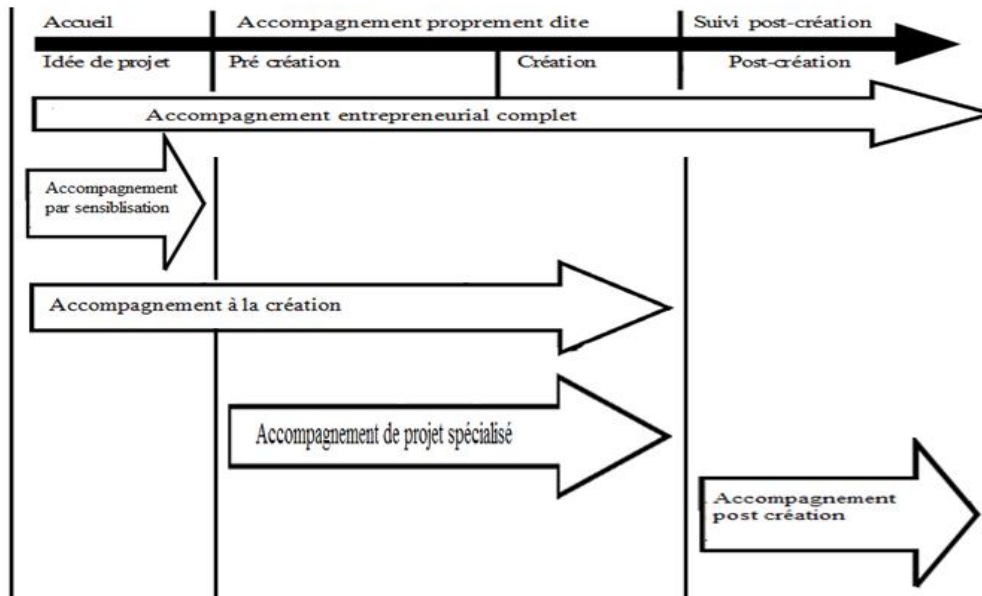 Accueil Accompagnement proprement dite Suivi post-création
Idée de projet Pré création Création Post-création
Accompagnement entrepreneurial complet
Accompagnement
par sensiblisation
Accompagnement à la création
Accompagnement de projet spécialisé
Accompagnement
post création